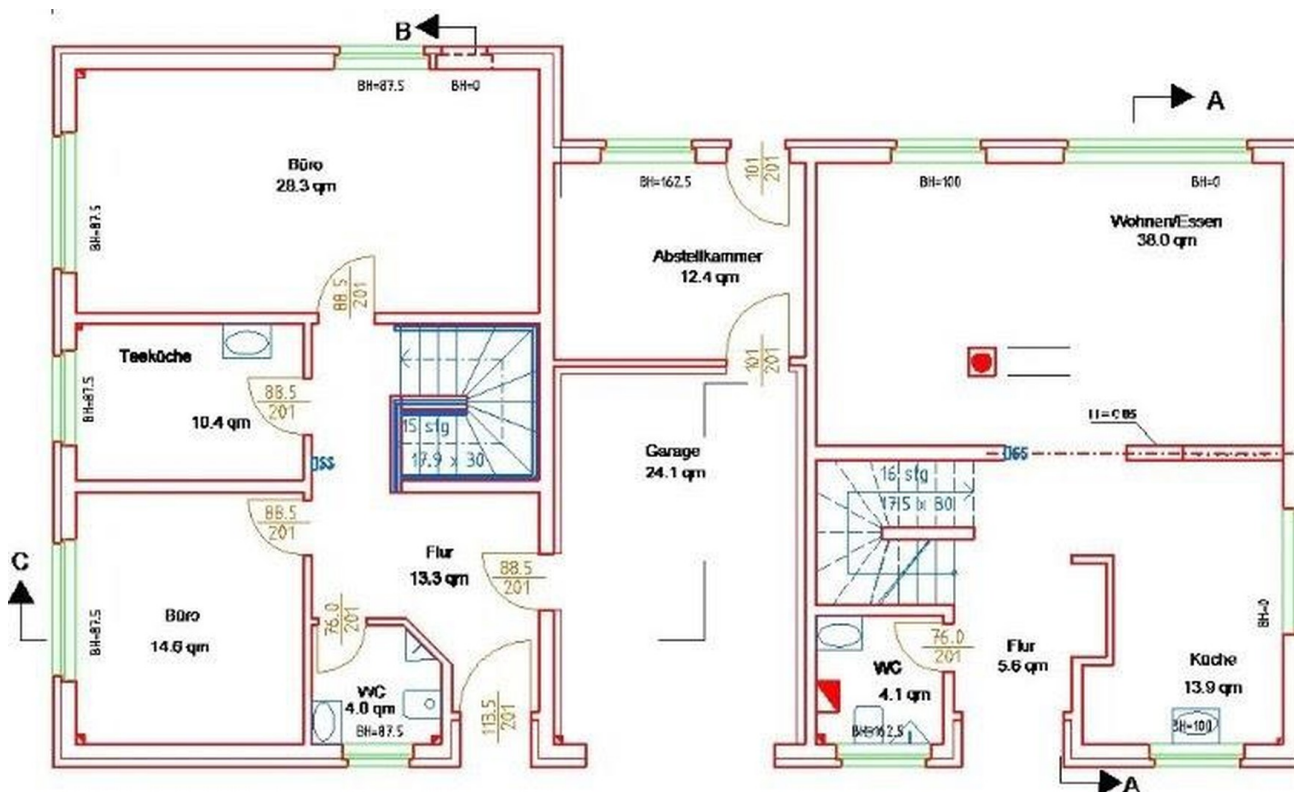 B
BH=87.5
BH=0
A
Büro
28.3 qm
BH=87.5
88.5
201
BH=162.5
101
201
Abstellkammer
12.4 qm
101
201
BH=100
BH=0
Wohnen/Essen
38.0 qm
Teeküche
10.4 qm
BH=87.5
88.5
201
15 stg
17.9 x 30
Garage
24.1 qm
16 stg
88.5
201
Flur
13.3 qm
88.5
201
C
Büro
14.6 qm
BH=87.5
76.0
201
WC
4.0 qm
BH=87.5
113.5
201
WC
4.1 qm
BH=162.5
76.0
201
Flur
5.6 qm
Küche
13.9 qm
BH=100
BH=0
A